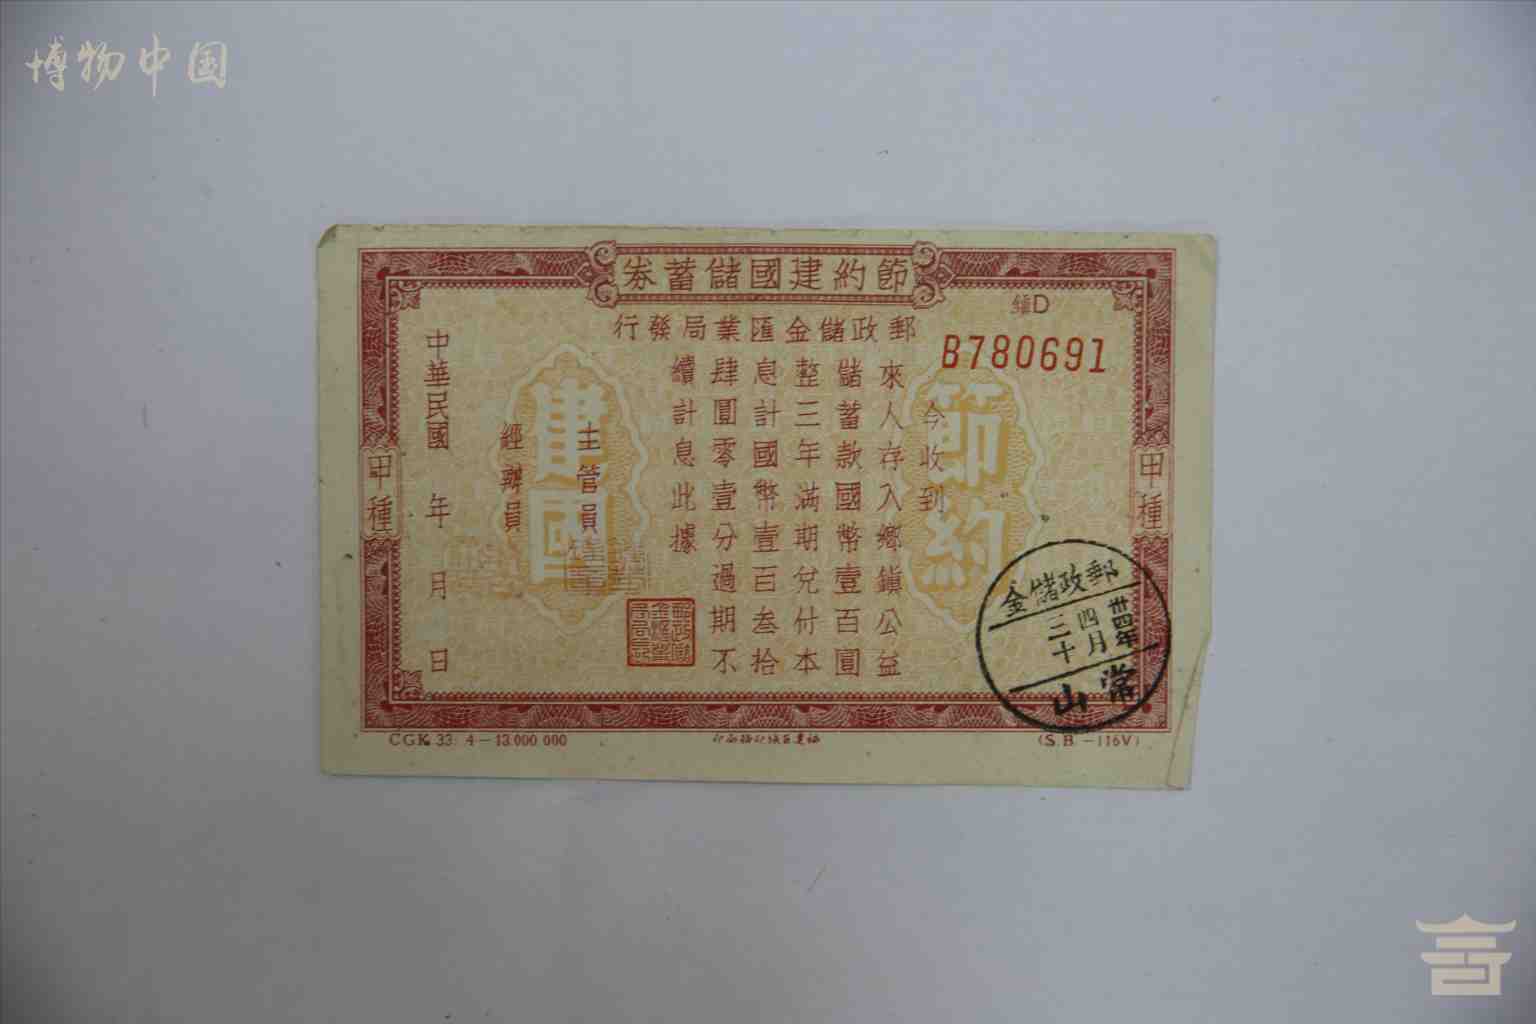 博物中国
節約建國儲蓄券
浙D
B780691
郵政儲金匯業局發行
今收到
來人存入鄉鎮公益
儲蓄款國幣壹百圓
整三年滿期兌付本
息計國幣壹百叁拾
肆圓零壹分過期不
續計息此據
節約
建國
主管員
經辦員
中華民國 年 月 日
甲種
甲種
郵政儲金
卅四年
四月
三十
常山
CGK. 33: 4－13,000,000
(S. B.－116V)